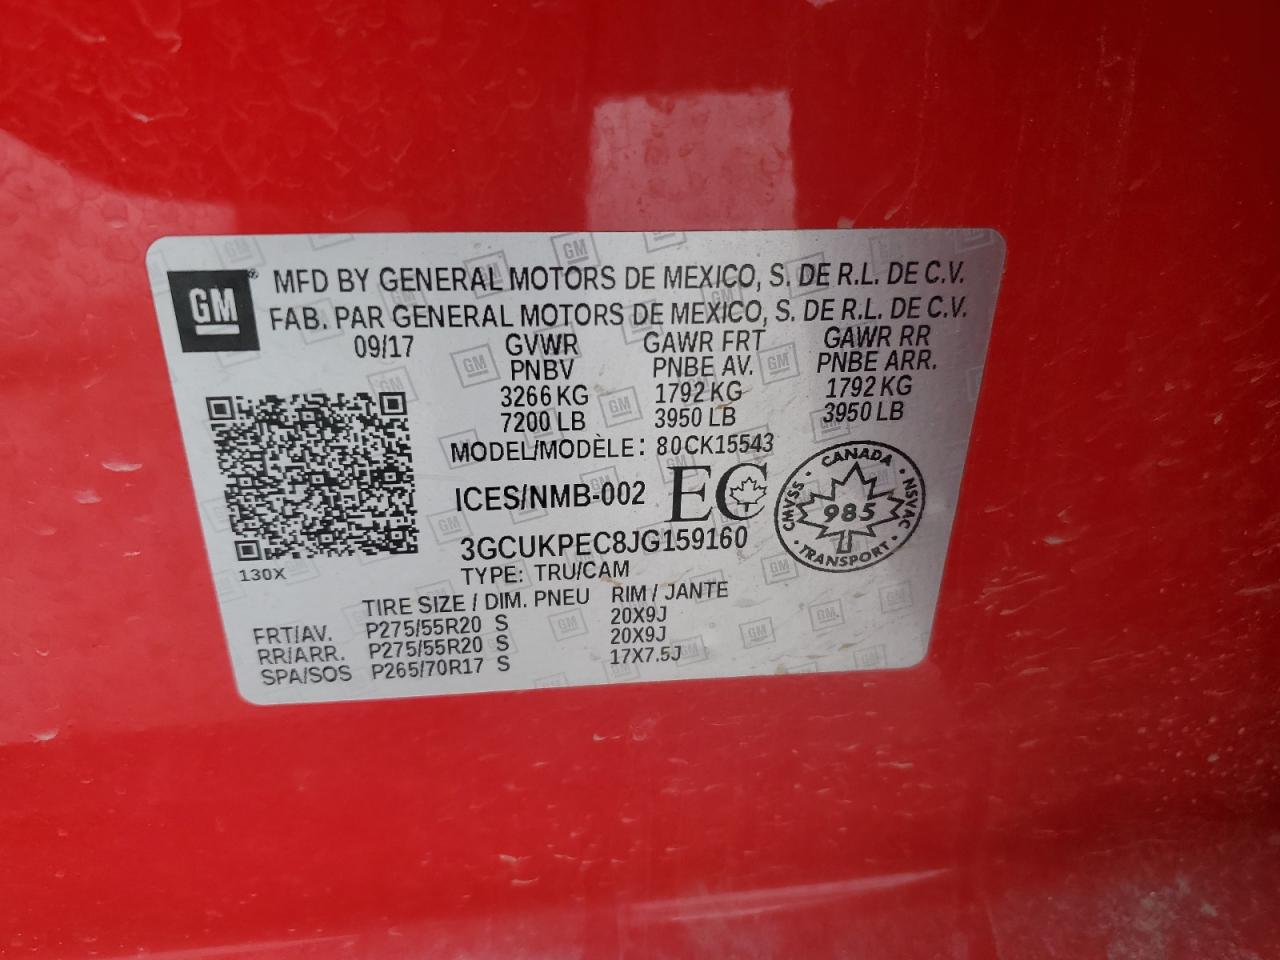 GM
MFD BY GENERAL MOTORS DE MEXICO, S. DE R.L. DE C.V.
FAB. PAR GENERAL MOTORS DE MEXICO, S. DE R.L. DE C.V.
09/17 GVWR GAWR FRT GAWR RR
PNBV PNBE AV. PNBE ARR.
3266 KG 1792 KG 1792 KG
7200 LB 3950 LB 3950 LB
MODEL/MODÈLE: 80CK15543
ICES/NMB-002 EC
CANADA
CMVSS 985 NSVAC
TRANSPORT
3GCUKPEC8JG159160
130X
TYPE: TRU/CAM
TIRE SIZE / DIM. PNEU RIM / JANTE
FRT/AV. P275/55R20 S 20X9J
RR/ARR. P275/55R20 S 20X9J
SPA/SOS P265/70R17 S 17X7.5J